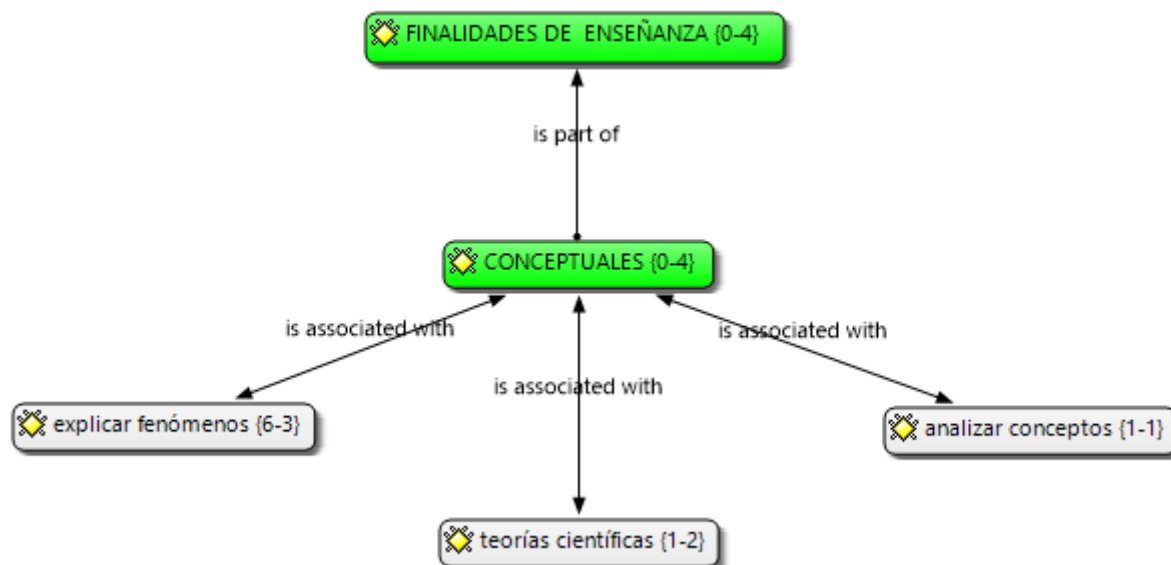 FINALIDADES DE  ENSEÑANZA {0-4}
is part of
CONCEPTUALES {0-4}
is associated with
is associated with
is associated with
explicar fenómenos {6-3}
analizar conceptos {1-1}
teorías científicas {1-2}